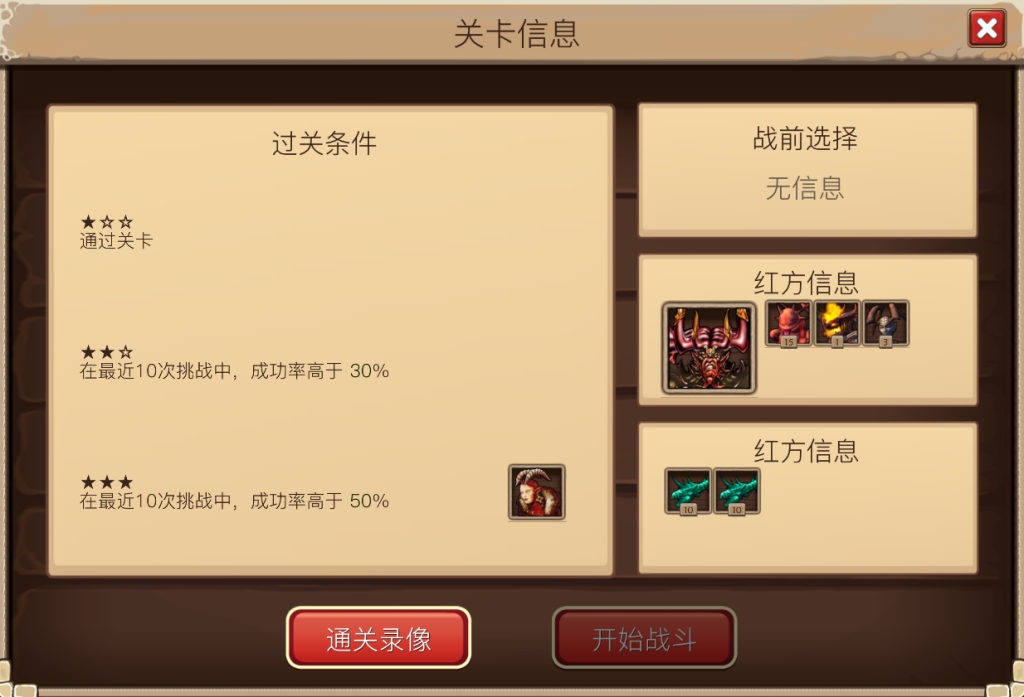 关卡信息
过关条件
★☆☆
通过关卡
★★☆
在最近10次挑战中，成功率高于 30%
★★★
在最近10次挑战中，成功率高于 50%
战前选择
无信息
红方信息
15
1
3
红方信息
10
10
通关录像
开始战斗